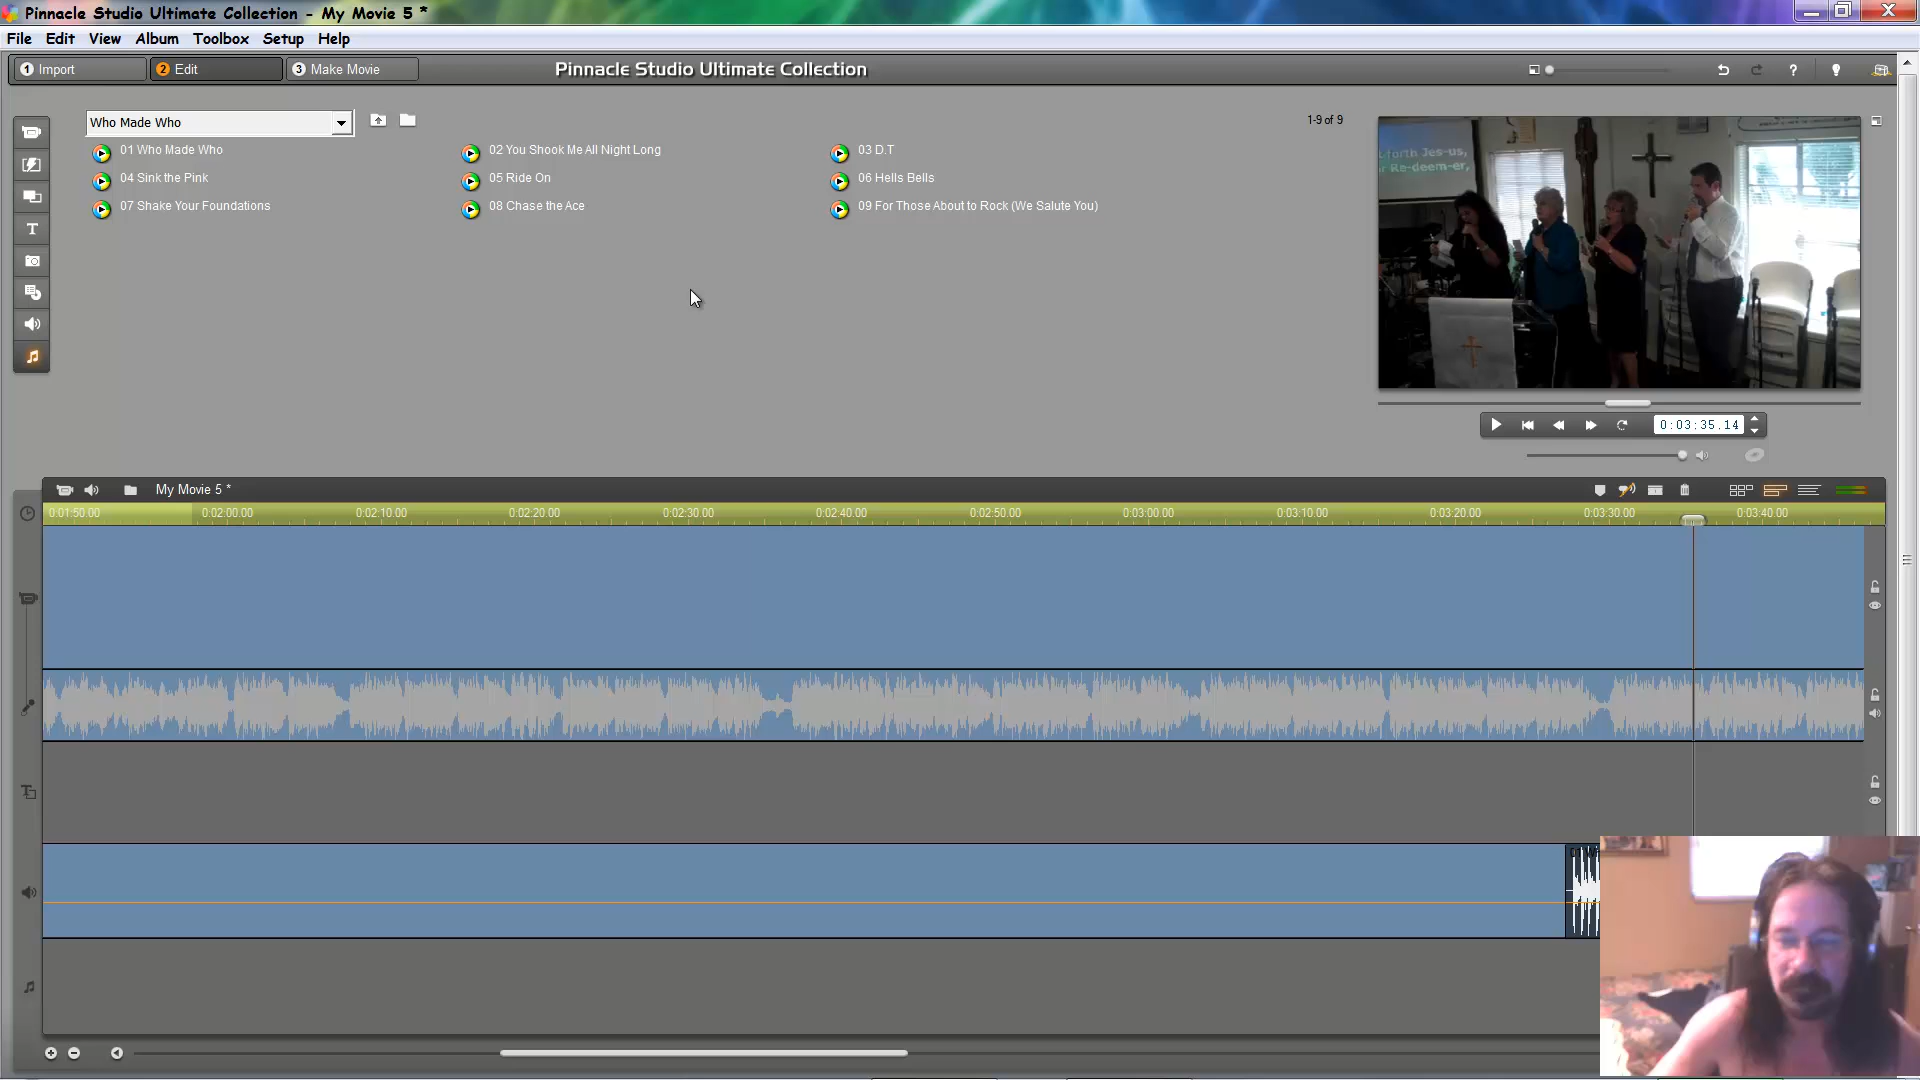 Pinnacle Studio Ultimate Collection - My Movie 5 *
File Edit View Album Toolbox Setup Help
1 Import 2 Edit 3 Make Movie Pinnacle Studio Ultimate Collection ?
Who Made Who 1-9 of 9
01 Who Made Who 02 You Shook Me All Night Long 03 D.T
04 Sink the Pink 05 Ride On 06 Hells Bells
07 Shake Your Foundations 08 Chase the Ace 09 For Those About to Rock (We Salute You)
forth Jes-us,
Re-deem-er,
0:03:35.14
My Movie 5 *
0:01:50.00 0:02:00.00 0:02:10.00 0:02:20.00 0:02:30.00 0:02:40.00 0:02:50.00 0:03:00.00 0:03:10.00 0:03:20.00 0:03:30.00 0:03:40.00